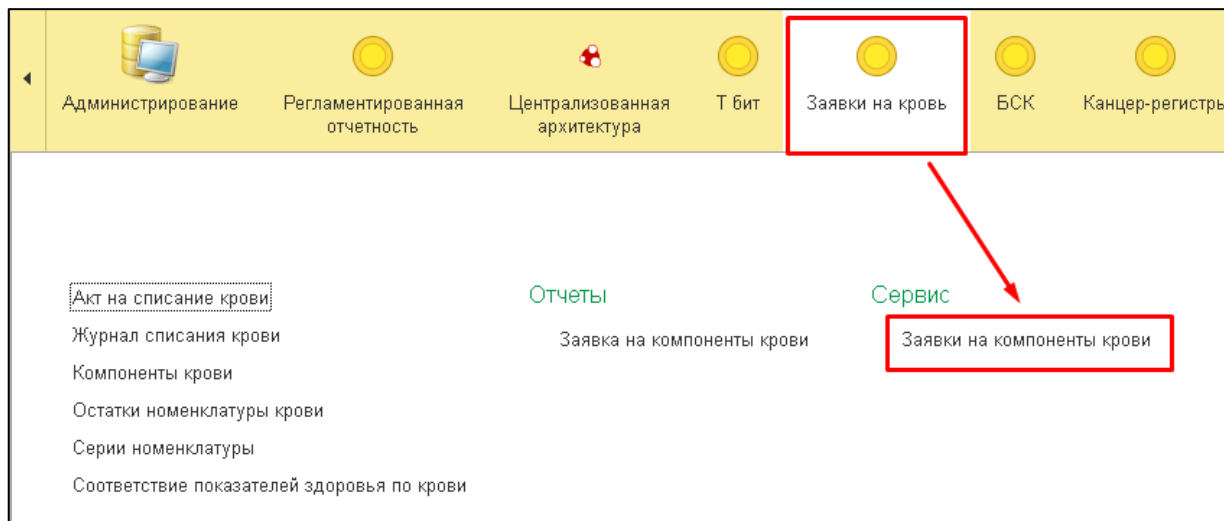 Администрирование
Регламентированная
отчетность
Централизованная
архитектура
Т бит
Заявки на кровь
БСК
Канцер-регистры
Акт на списание крови
Журнал списания крови
Компоненты крови
Остатки номенклатуры крови
Серии номенклатуры
Соответствие показателей здоровья по крови
Отчеты
Заявка на компоненты крови
Сервис
Заявки на компоненты крови